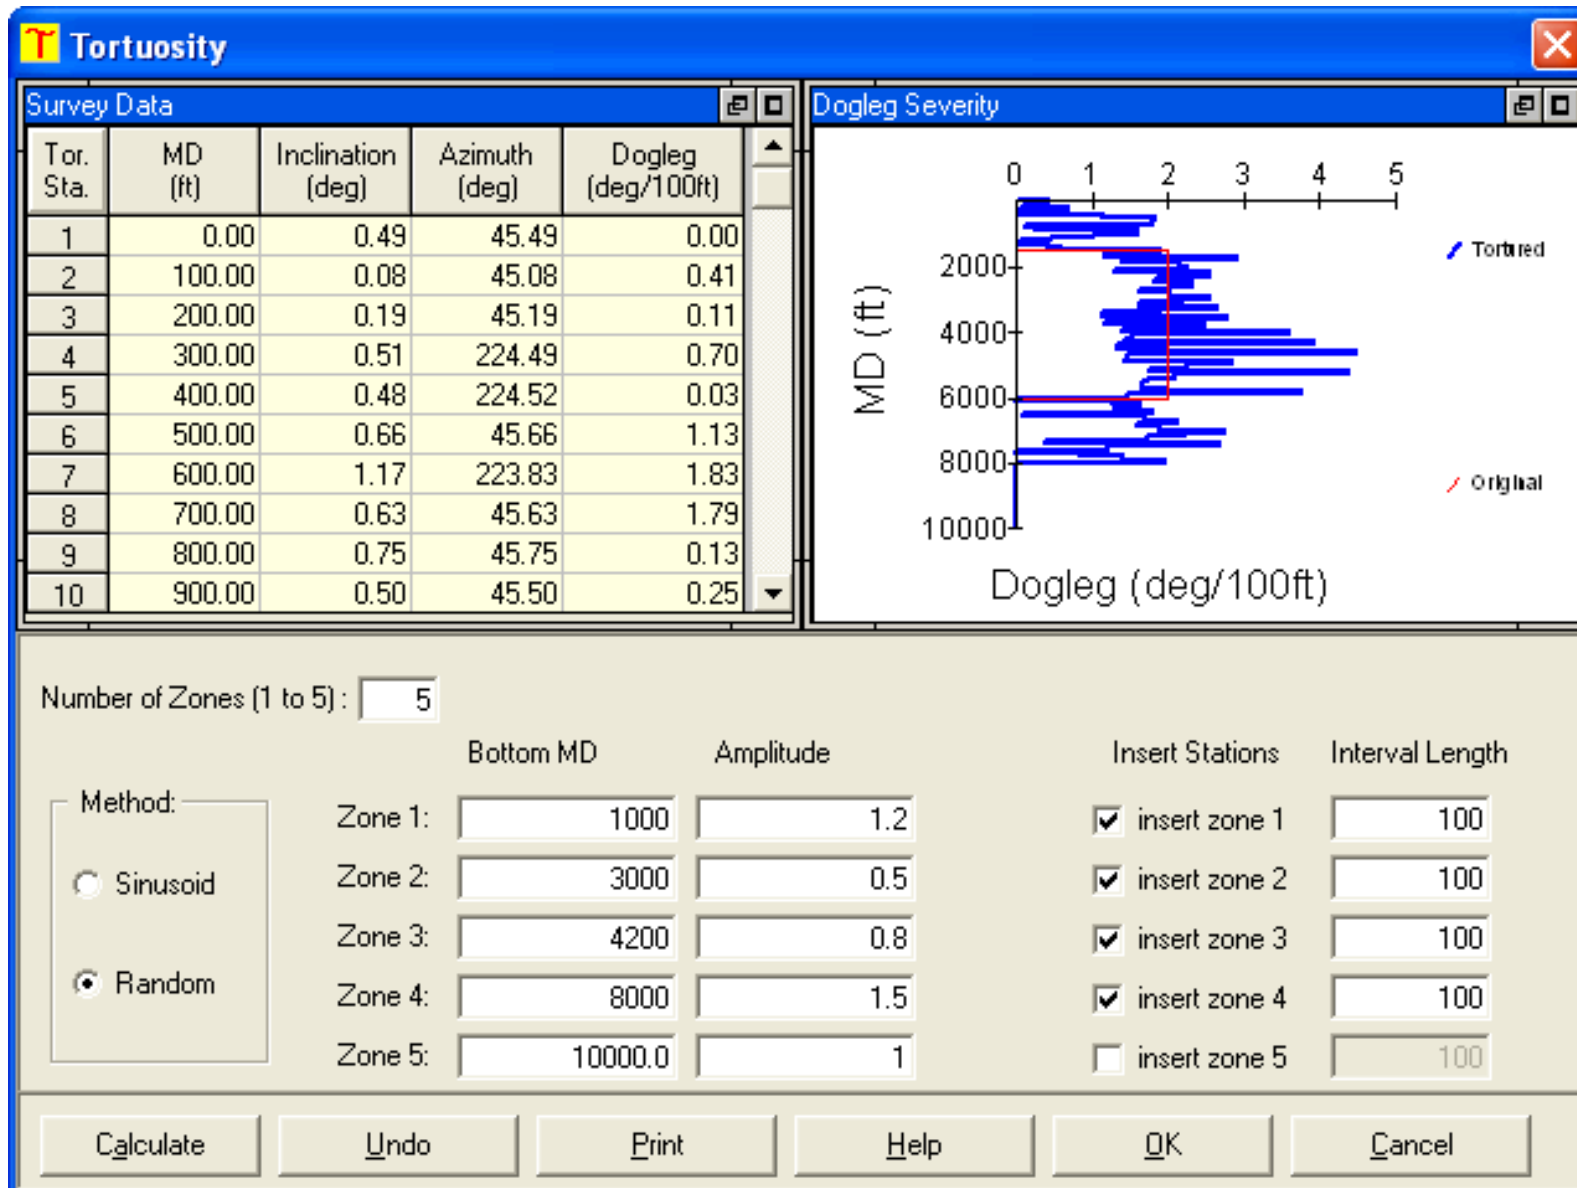 Tortuosity
Survey Data
Tor. Sta. MD (ft) Inclination (deg) Azimuth (deg) Dogleg (deg/100ft)
1 0.00 0.49 45.49 0.00
2 100.00 0.08 45.08 0.41
3 200.00 0.19 45.19 0.11
4 300.00 0.51 224.49 0.70
5 400.00 0.48 224.52 0.03
6 500.00 0.66 45.66 1.13
7 600.00 1.17 223.83 1.83
8 700.00 0.63 45.63 1.79
9 800.00 0.75 45.75 0.13
10 900.00 0.50 45.50 0.25
Dogleg Severity
0 1 2 3 4 5
2000
4000
6000
8000
10000
MD (ft)
Dogleg (deg/100ft)
Tortured
Original
Number of Zones (1 to 5) : 5
Bottom MD Amplitude Insert Stations Interval Length
Method:
Sinusoid
Random
Zone 1: 1000 1.2 insert zone 1 100
Zone 2: 3000 0.5 insert zone 2 100
Zone 3: 4200 0.8 insert zone 3 100
Zone 4: 8000 1.5 insert zone 4 100
Zone 5: 10000.0 1 insert zone 5 100
Calculate Undo Print Help OK Cancel